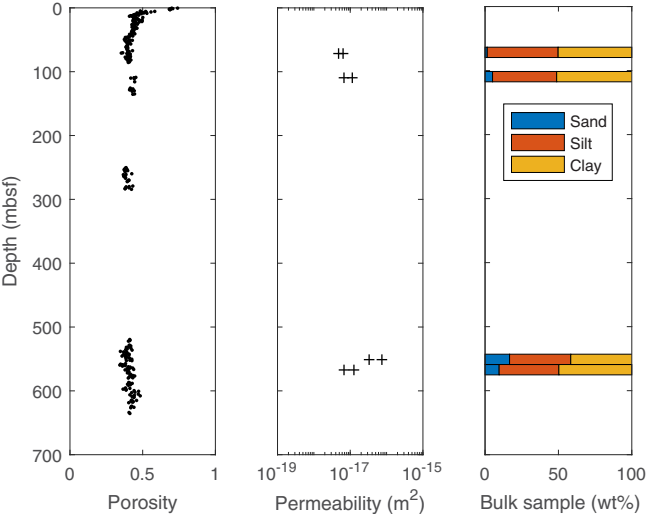 0
100
200
300
400
500
600
700
Depth (mbsf)
0 0.5 1
Porosity
10-19 10-17 10-15
Permeability (m2)
Sand
Silt
Clay
0 50 100
Bulk sample (wt%)